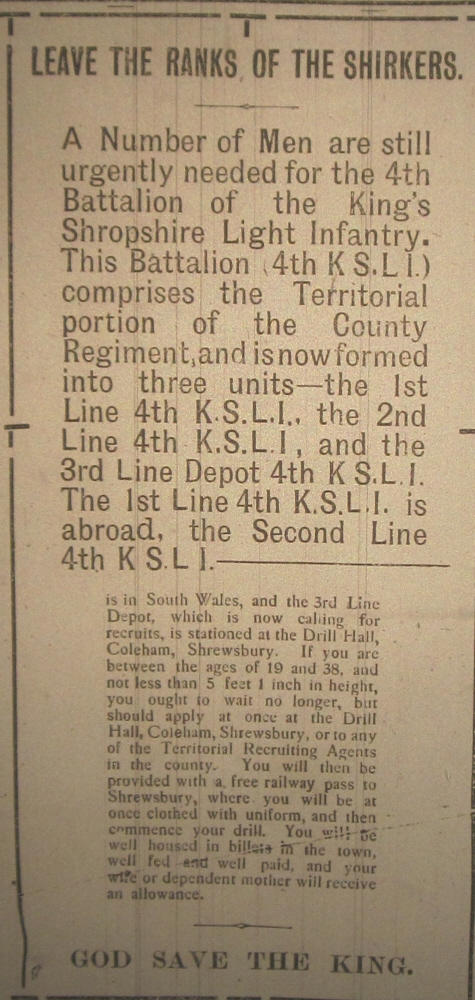 LEAVE THE RANKS OF THE SHIRKERS.
A Number of Men are still
urgently needed for the 4th
Battalion of the King's
Shropshire Light Infantry.
This Battalion (4th K S.L I.)
comprises the Territorial
portion of the County
Regiment, and is now formed
into three units—the 1st
Line 4th K.S.L.I., the 2nd
Line 4th K.S.L.I, and the
3rd Line Depot 4th K S.L.I.
The 1st Line 4th K.S.L.I. is
abroad, the Second Line
4th K S.L I.—
is in South Wales, and the 3rd Line
Depot, which is now calling for
recruits, is stationed at the Drill Hall,
Coleham, Shrewsbury. If you are
between the ages of 19 and 38, and
not less than 5 feet 1 inch in height,
you ought to wait no longer, but
should apply at once at the Drill
Hall, Coleham, Shrewsbury, or to any
of the Territorial Recruiting Agents
in the county. You will then be
provided with a free railway pass to
Shrewsbury, where you will be at
once clothed with uniform, and then
commence your drill. You will be
well housed in billets in the town,
well fed and well paid, and your
wife or dependent mother will receive
an allowance.
GOD SAVE THE KING.